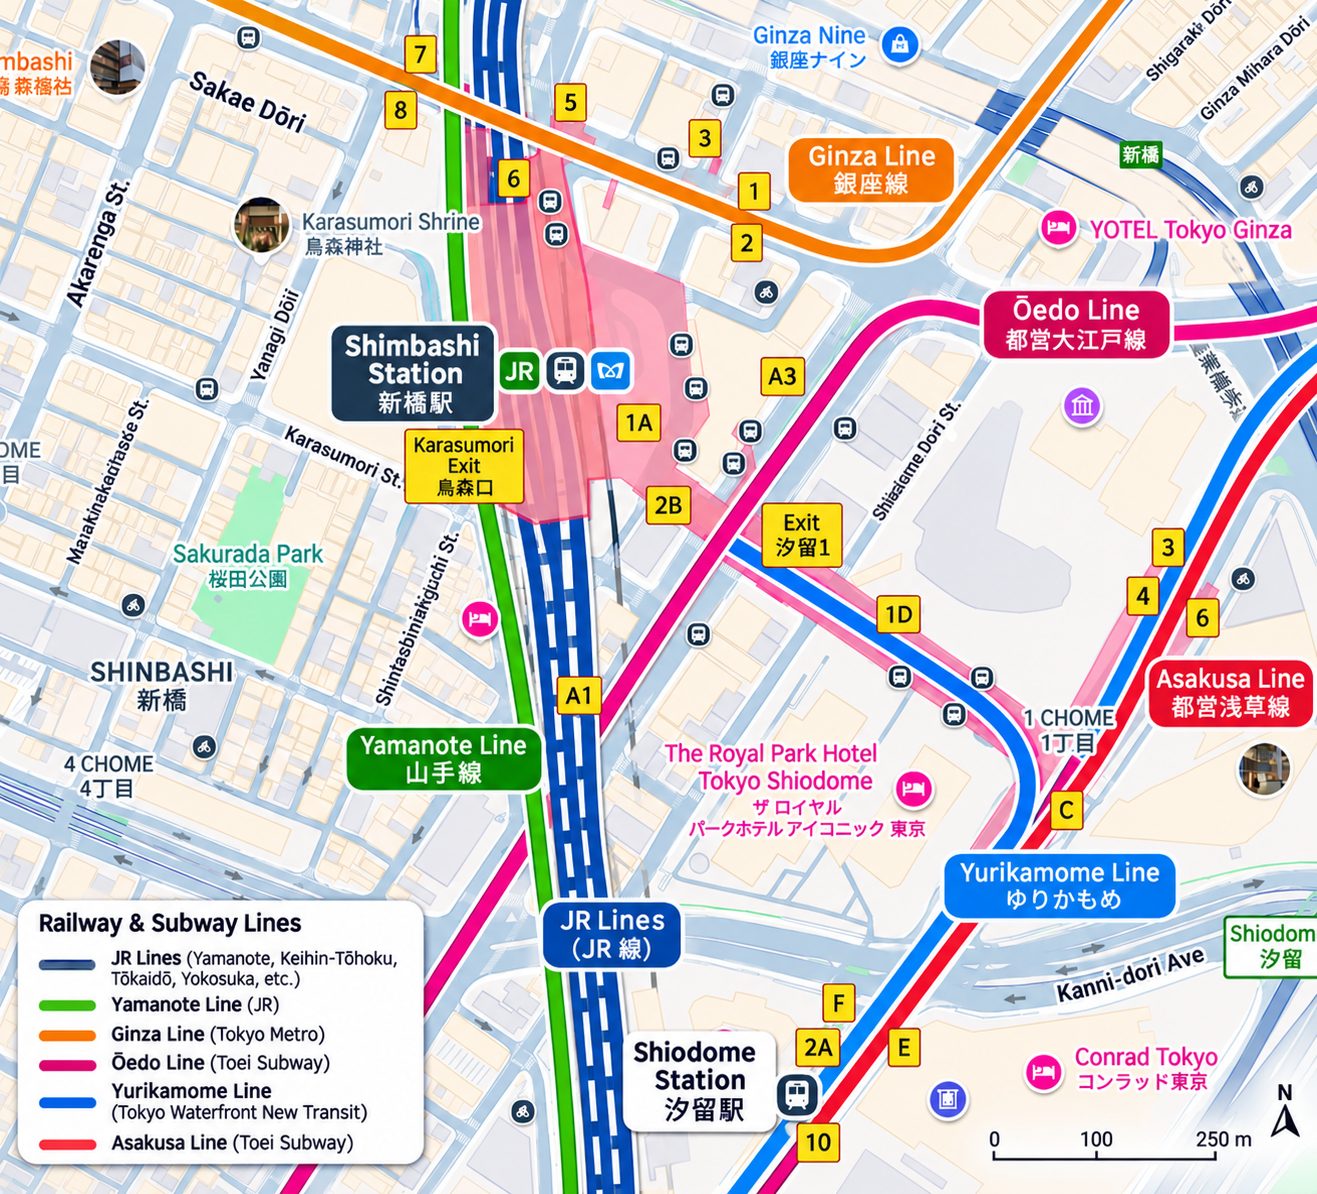 mbashi
Sakae Dōri
7
8
5
3
Ginza Nine
銀座ナイン
Shigaraki Dōri
Ginza Mihara Dōri
新橋
6
1
2
Ginza Line
銀座線
YOTEL Tokyo Ginza
Akarenga St.
Karasumori Shrine
烏森神社
Yanagi Dōii
Shimbashi
Station
新橋駅
JR
Ōedo Line
都営大江戸線
A3
1A
Karasumori
Exit
烏森口
Karasumori St.
OME
目
2B
Exit
汐留1
Sakurada Park
桜田公園
1D
3
4
6
SHINBASHI
新橋
A1
Asakusa Line
都営浅草線
1 CHOME
1丁目
Yamanote Line
山手線
4 CHOME
4丁目
The Royal Park Hotel
Tokyo Shiodome
ザ ロイヤル
パークホテル アイコニック 東京
C
Yurikamome Line
ゆりかもめ
JR Lines
(JR 線)
Shiodom
汐留
Kanni-dori Ave
F
2A
E
Shiodome
Station
汐留駅
10
Conrad Tokyo
コンラッド東京
N
0 100 250 m
Railway & Subway Lines
JR Lines (Yamanote, Keihin-Tōhoku,
Tōkaidō, Yokosuka, etc.)
Yamanote Line (JR)
Ginza Line (Tokyo Metro)
Ōedo Line (Toei Subway)
Yurikamome Line
(Tokyo Waterfront New Transit)
Asakusa Line (Toei Subway)